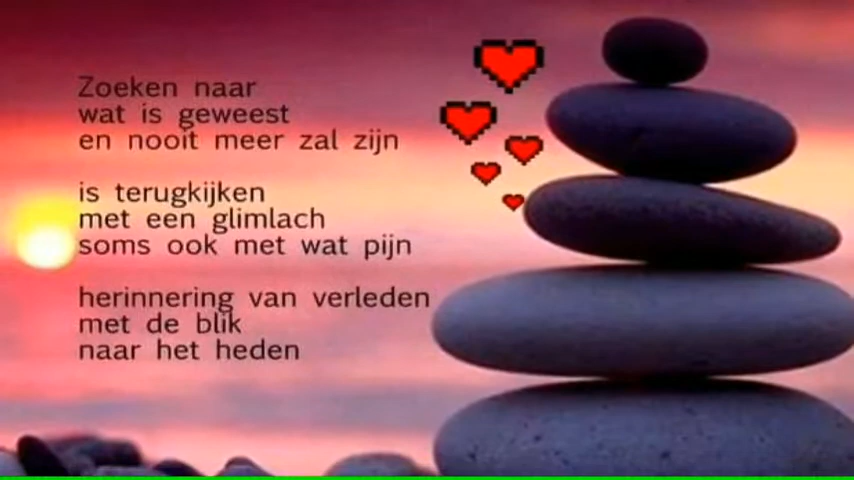 Zoeken naar
wat is geweest
en nooit meer zal zijn
is terugkijken
met een glimlach
soms ook met wat pijn
herinnering van verleden
met de blik
naar het heden